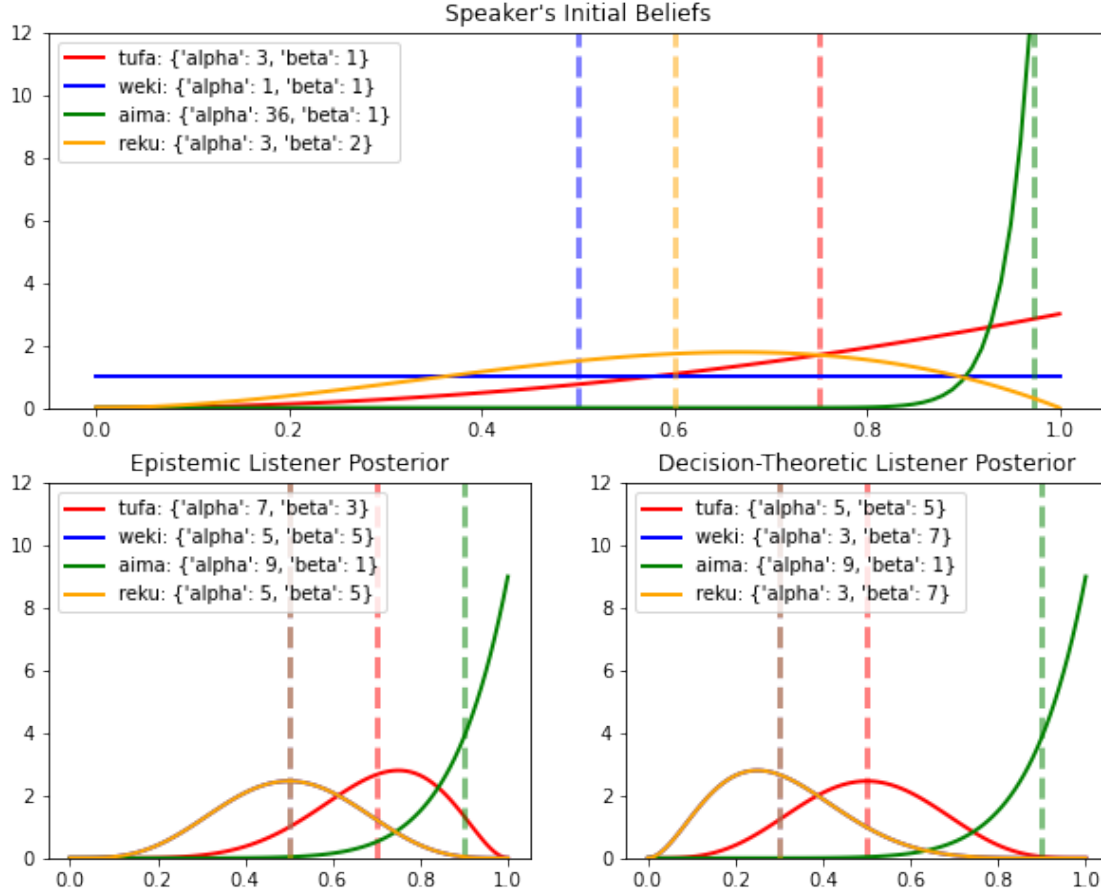 Speaker's Initial Beliefs
12
10
8
6
4
2
0
tufa: {'alpha': 3, 'beta': 1}
weki: {'alpha': 1, 'beta': 1}
aima: {'alpha': 36, 'beta': 1}
reku: {'alpha': 3, 'beta': 2}
0.0 0.2 0.4 0.6 0.8 1.0
Epistemic Listener Posterior
12
10
8
6
4
2
0
tufa: {'alpha': 7, 'beta': 3}
weki: {'alpha': 5, 'beta': 5}
aima: {'alpha': 9, 'beta': 1}
reku: {'alpha': 5, 'beta': 5}
0.0 0.2 0.4 0.6 0.8 1.0
Decision-Theoretic Listener Posterior
12
10
8
6
4
2
0
tufa: {'alpha': 5, 'beta': 5}
weki: {'alpha': 3, 'beta': 7}
aima: {'alpha': 9, 'beta': 1}
reku: {'alpha': 3, 'beta': 7}
0.0 0.2 0.4 0.6 0.8 1.0